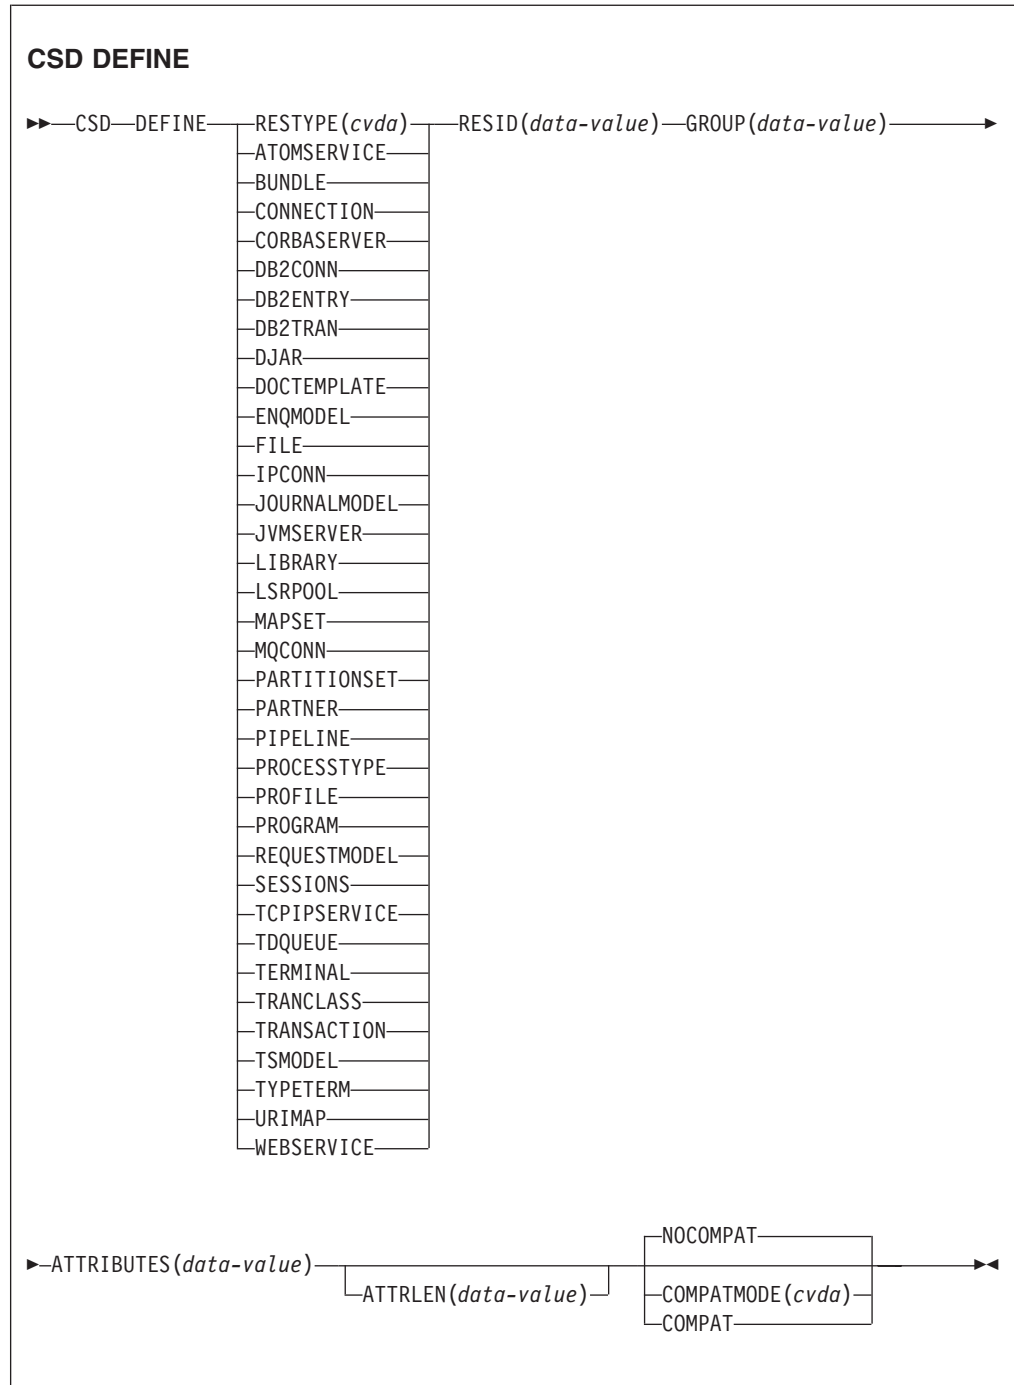 CSD DEFINE
CSD DEFINE RESTYPE(cvda) RESID(data-value) GROUP(data-value)
ATOMSERVICE
BUNDLE
CONNECTION
CORBASERVER
DB2CONN
DB2ENTRY
DB2TRAN
DJAR
DOCTEMPLATE
ENQMODEL
FILE
IPCONN
JOURNALMODEL
JVMSERVER
LIBRARY
LSRPOOL
MAPSET
MQCONN
PARTITIONSET
PARTNER
PIPELINE
PROCESSTYPE
PROFILE
PROGRAM
REQUESTMODEL
SESSIONS
TCPIPSERVICE
TDQUEUE
TERMINAL
TRANCLASS
TRANSACTION
TSMODEL
TYPETERM
URIMAP
WEBSERVICE
NOCOMPAT
ATTRIBUTES(data-value)
ATTRLEN(data-value) COMPATMODE(cvda)
COMPAT